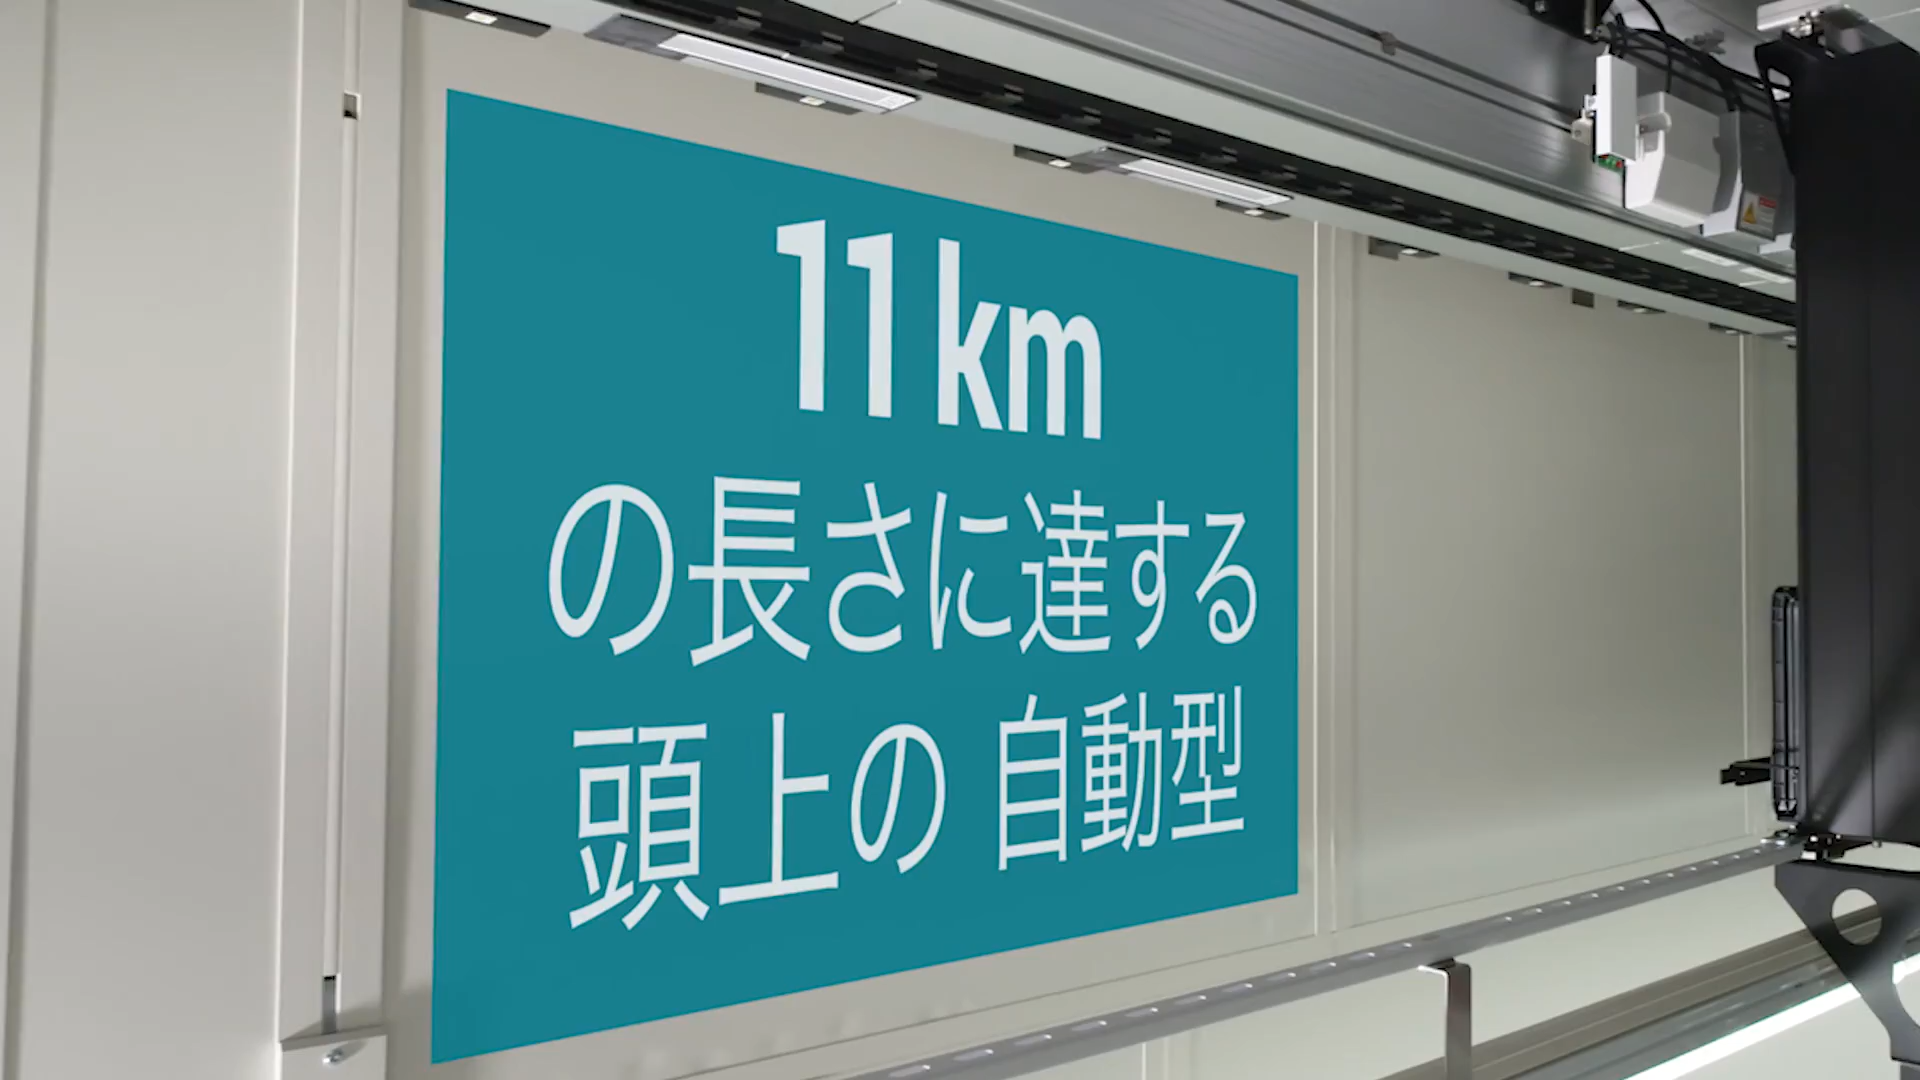 11 km
の長さに達する
頭上の 自動型